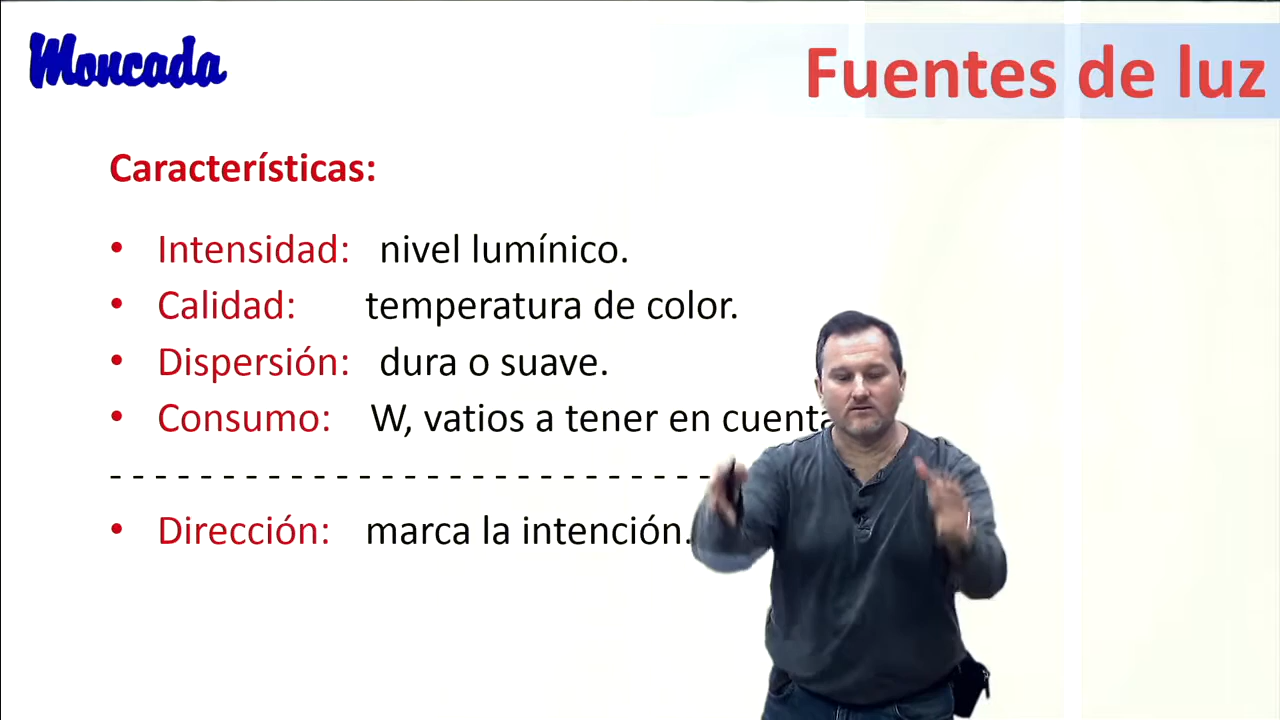 Moncada
Fuentes de luz
Características:
• Intensidad: nivel lumínico.
• Calidad: temperatura de color.
• Dispersión: dura o suave.
• Consumo: W, vatios a tener en cuenta
- - - - - - - - - - - - - - - - - - - - - - - - - - -
• Dirección: marca la intención.